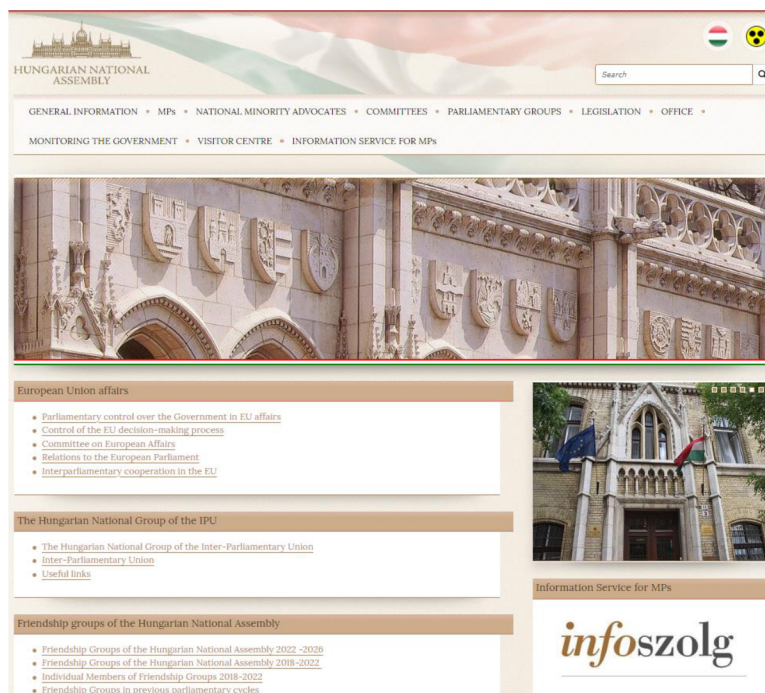 HUNGARIAN NATIONAL
ASSEMBLY
Search
GENERAL INFORMATION • MPs • NATIONAL MINORITY ADVOCATES • COMMITTEES • PARLIAMENTARY GROUPS • LEGISLATION • OFFICE •
MONITORING THE GOVERNMENT • VISITOR CENTRE • INFORMATION SERVICE FOR MPs
European Union affairs
• Parliamentary control over the Government in EU affairs
• Control of the EU decision-making process
• Committee on European Affairs
• Relations to the European Parliament
• Interparliamentary cooperation in the EU
The Hungarian National Group of the IPU
• The Hungarian National Group of the Inter-Parliamentary Union
• Inter-Parliamentary Union
• Useful links
Friendship groups of the Hungarian National Assembly
• Friendship Groups of the Hungarian National Assembly 2022 -2026
• Friendship Groups of the Hungarian National Assembly 2018-2022
• Individual Members of Friendship Groups 2018-2022
• Friendship Groups in previous parliamentary cycles
Information Service for MPs
infoszolg